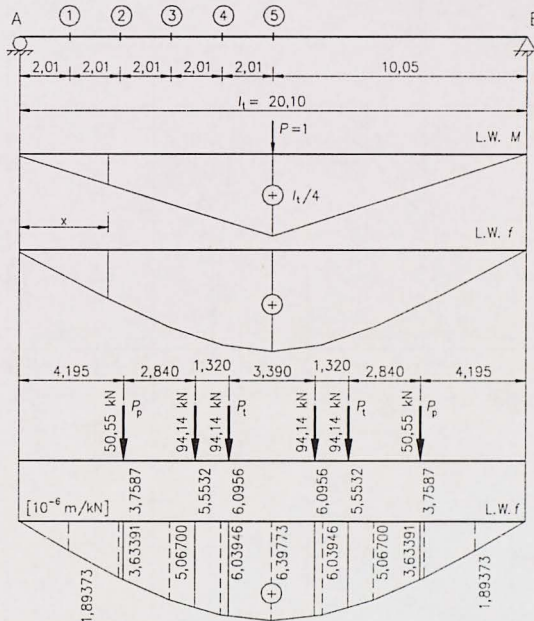 A 1 2 3 4 5 B
2,01 2,01 2,01 2,01 2,01 10,05
lt = 20,10
P=1
L.W. M
+ lt/4
x
L.W. f
+
4,195 2,840 1,320 3,390 1,320 2,840 4,195
50,55 kN Pp 94,14 kN 94,14 kN Pt 94,14 kN 94,14 kN Pt 50,55 kN Pp
3,7587 5,5532 6,0956 6,0956 5,5532 3,7587
[10⁻⁶ m/kN] L.W. f
1,89373 3,63391 5,06700 6,03946 6,39773 6,03946 5,06700 3,63391 1,89373
+